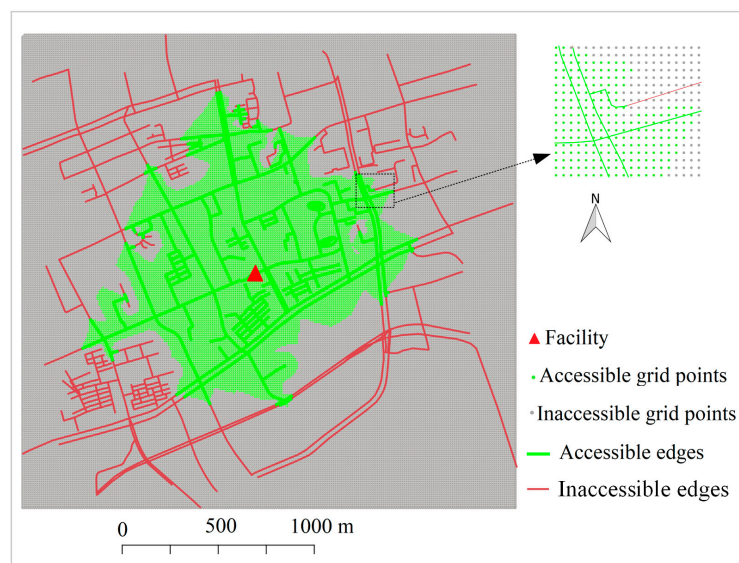 N
Facility
Accessible grid points
Inaccessible grid points
Accessible edges
Inaccessible edges
0 500 1000 m